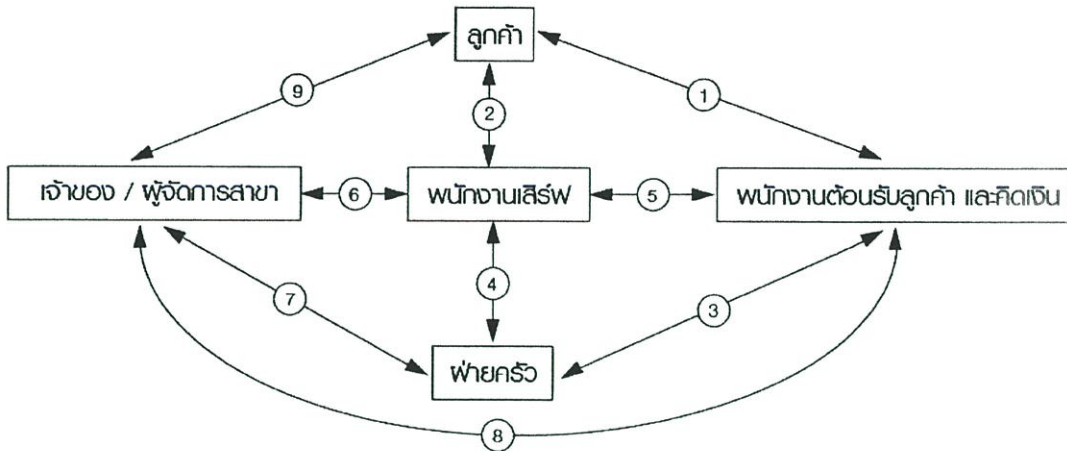 ลูกค้า
9
1
2
เจ้าของ / ผู้จัดการสาขา
6
พนักงานเสิร์ฟ
5
พนักงานต้อนรับลูกค้า และคิดเงิน
7
4
3
ฝ่ายครัว
8